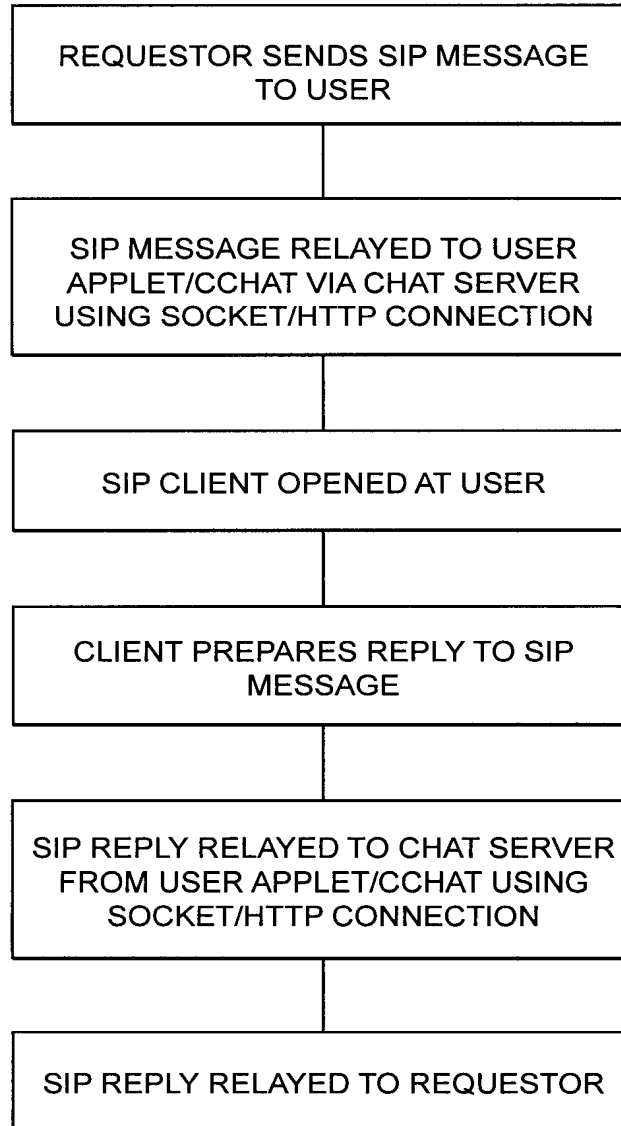 REQUESTOR SENDS SIP MESSAGE
TO USER
SIP MESSAGE RELAYED TO USER
APPLET/CCHAT VIA CHAT SERVER
USING SOCKET/HTTP CONNECTION
SIP CLIENT OPENED AT USER
CLIENT PREPARES REPLY TO SIP
MESSAGE
SIP REPLY RELAYED TO CHAT SERVER
FROM USER APPLET/CCHAT USING
SOCKET/HTTP CONNECTION
SIP REPLY RELAYED TO REQUESTOR